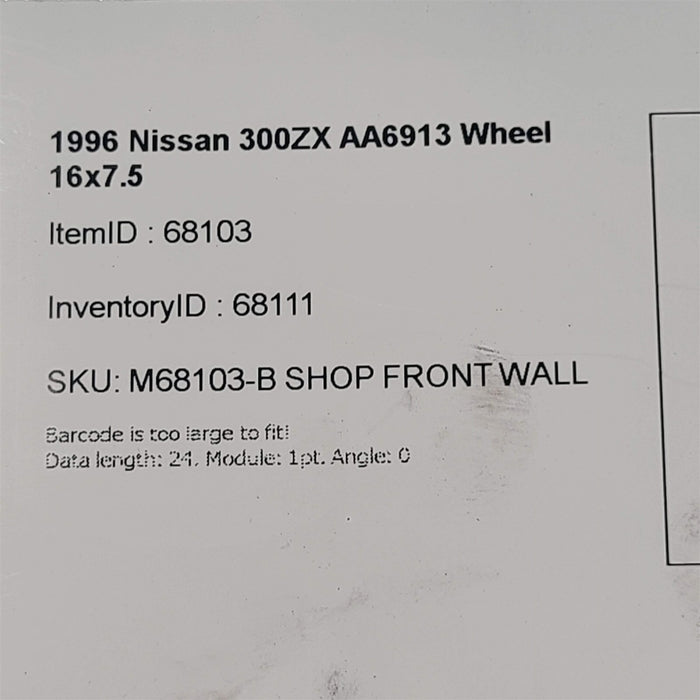 1996 Nissan 300ZX AA6913 Wheel
16x7.5
ItemID : 68103
InventoryID : 68111
SKU: M68103-B SHOP FRONT WALL
Barcode is too large to fit!
Data length: 24, Module: 1pt. Angle: 0